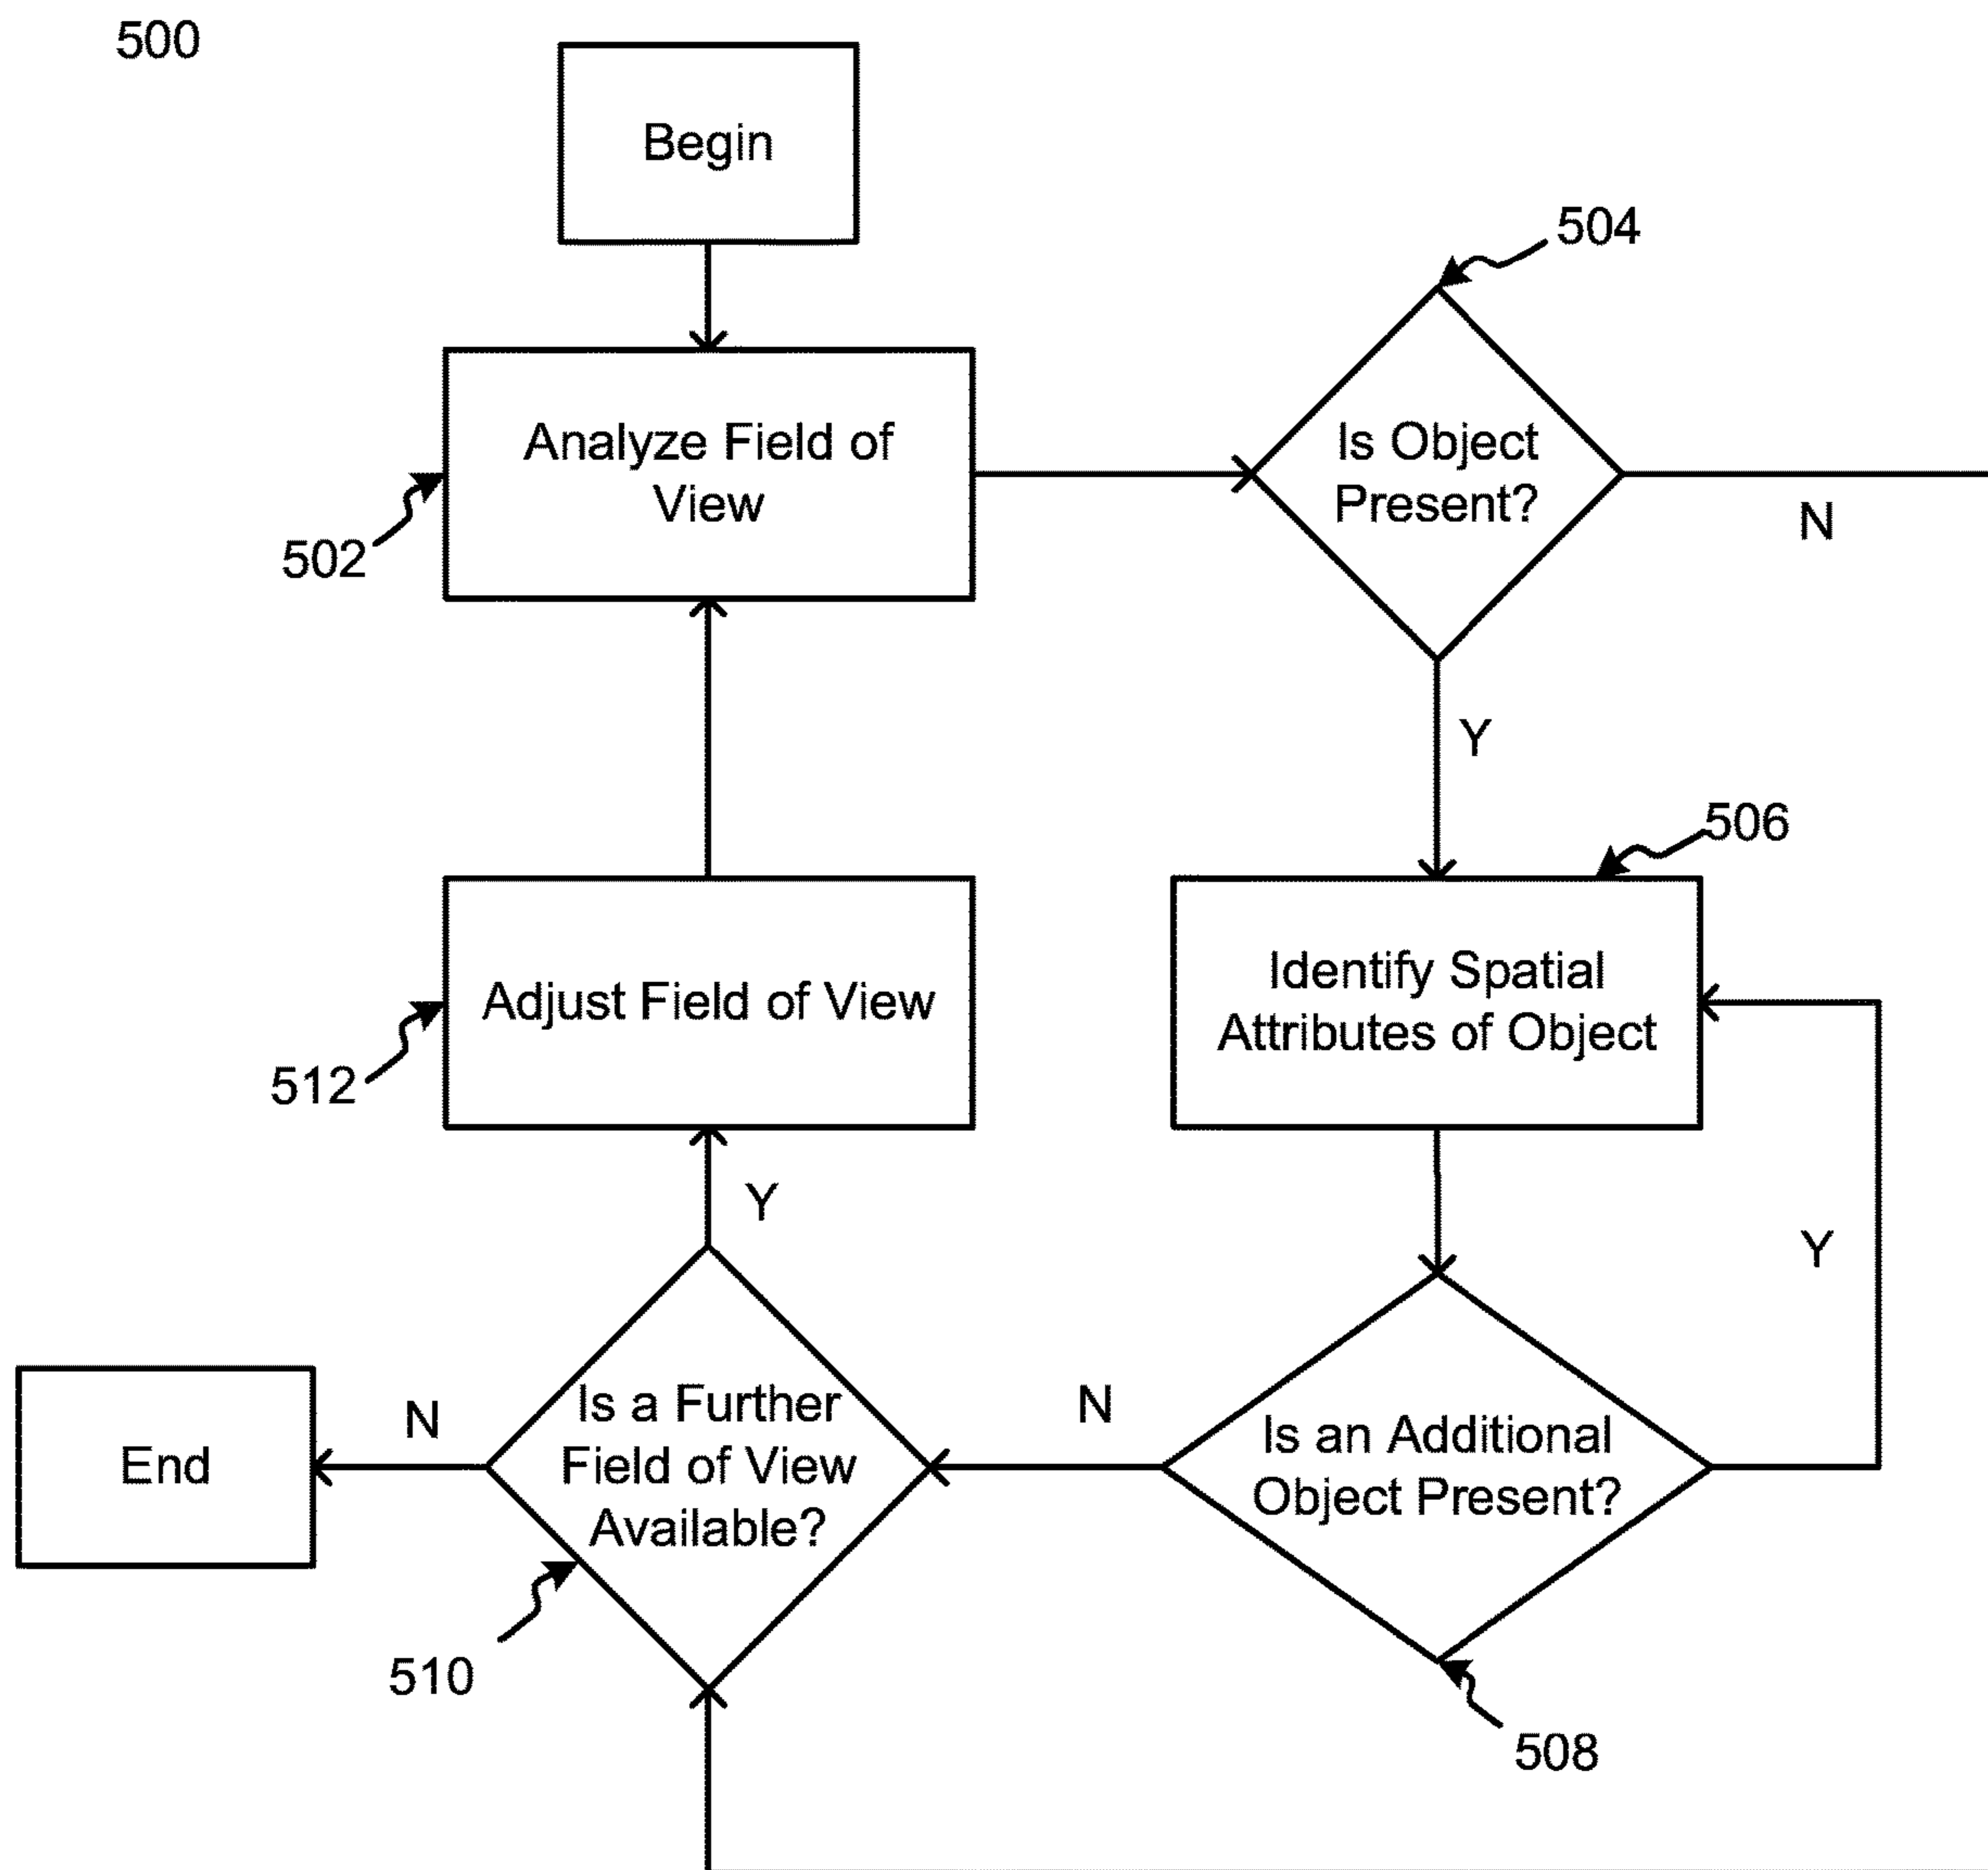 500
Begin
504
Analyze Field of
View
502
Is Object
Present?
N
Y
506
Adjust Field of View
512
Identify Spatial
Attributes of Object
Y
Y
N
Is a Further
Field of View
Available?
End
N
Is an Additional
Object Present?
510
508